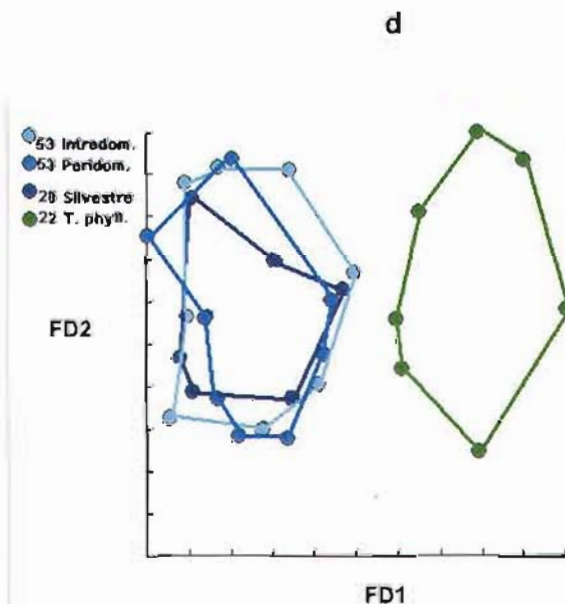 d
53 Intradom.
53 Peridom.
20 Silvestre
22 T. phyll.
FD2
FD1